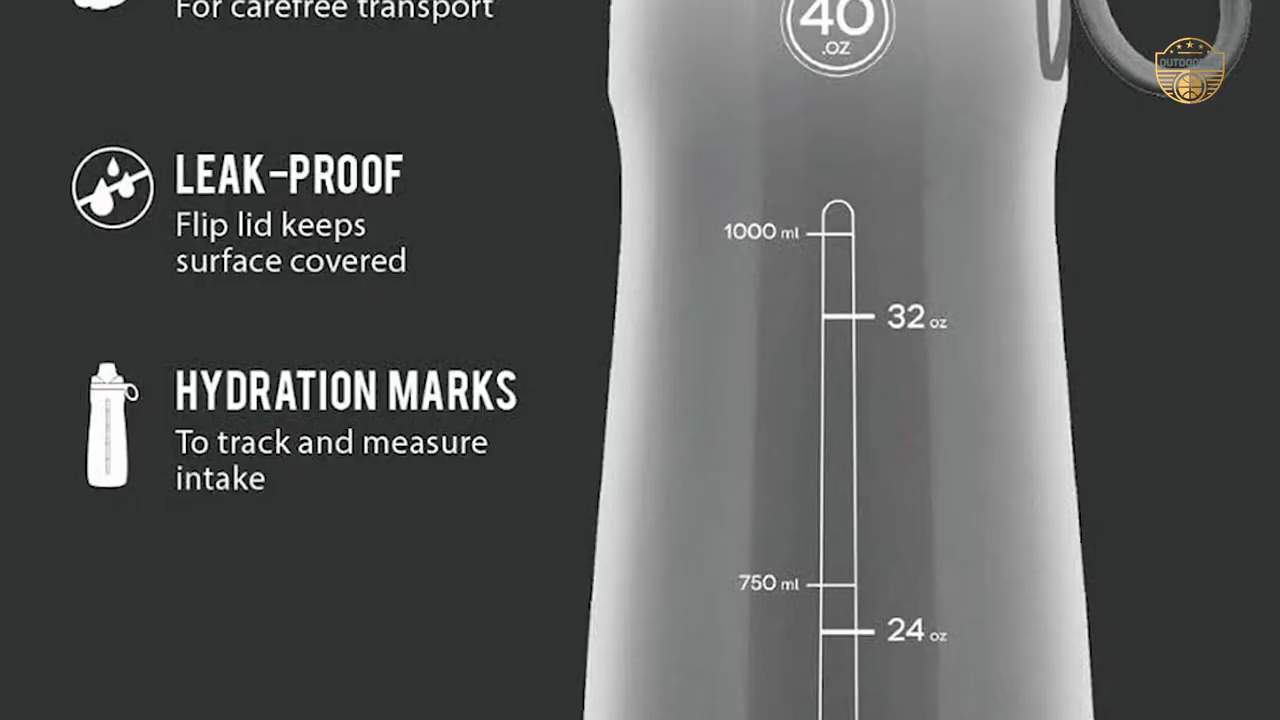 For carefree transport
40
.OZ
OUTDOOR
LEAK-PROOF
Flip lid keeps
surface covered
1000 ml
32 oz
HYDRATION MARKS
To track and measure
intake
750 ml
24 oz